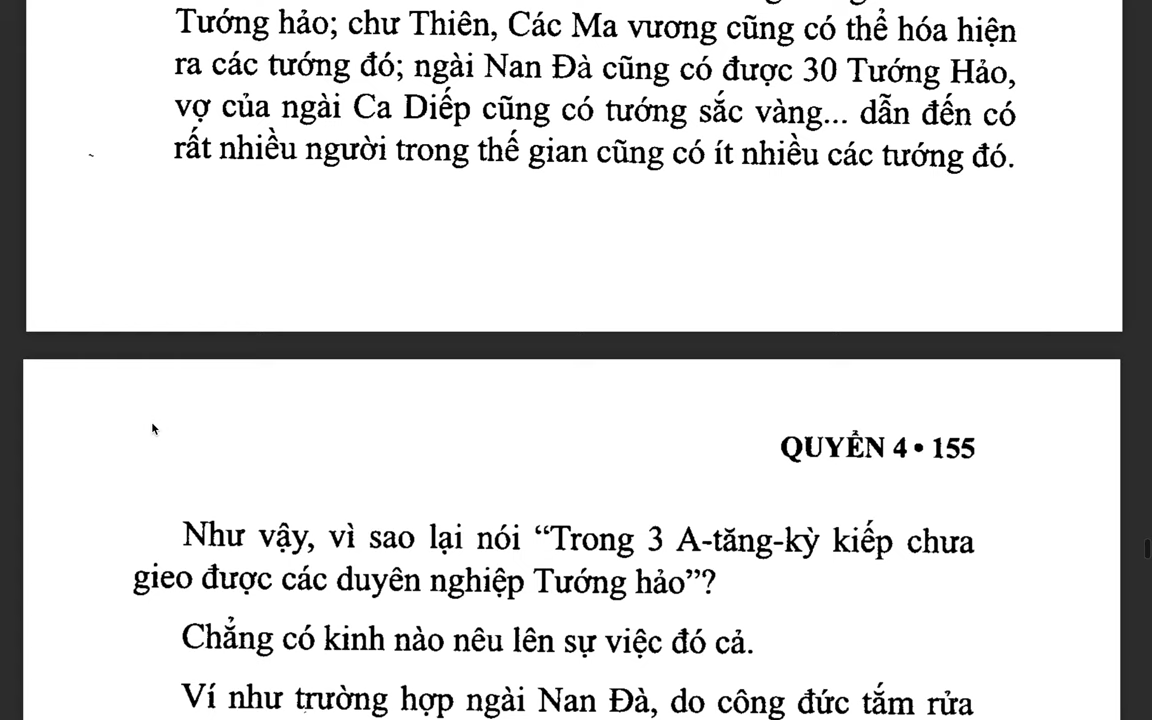 Tướng hảo; chư Thiên, Các Ma vương cũng có thể hóa hiện
ra các tướng đó; ngài Nan Đà cũng có được 30 Tướng Hảo,
vợ của ngài Ca Diếp cũng có tướng sắc vàng... dẫn đến có
rất nhiều người trong thế gian cũng có ít nhiều các tướng đó.
QUYỂN 4 • 155
Như vậy, vì sao lại nói “Trong 3 A-tăng-kỳ kiếp chưa
gieo được các duyên nghiệp Tướng hảo”?
Chẳng có kinh nào nêu lên sự việc đó cả.
Ví như trường hợp ngài Nan Đà, do công đức tắm rửa